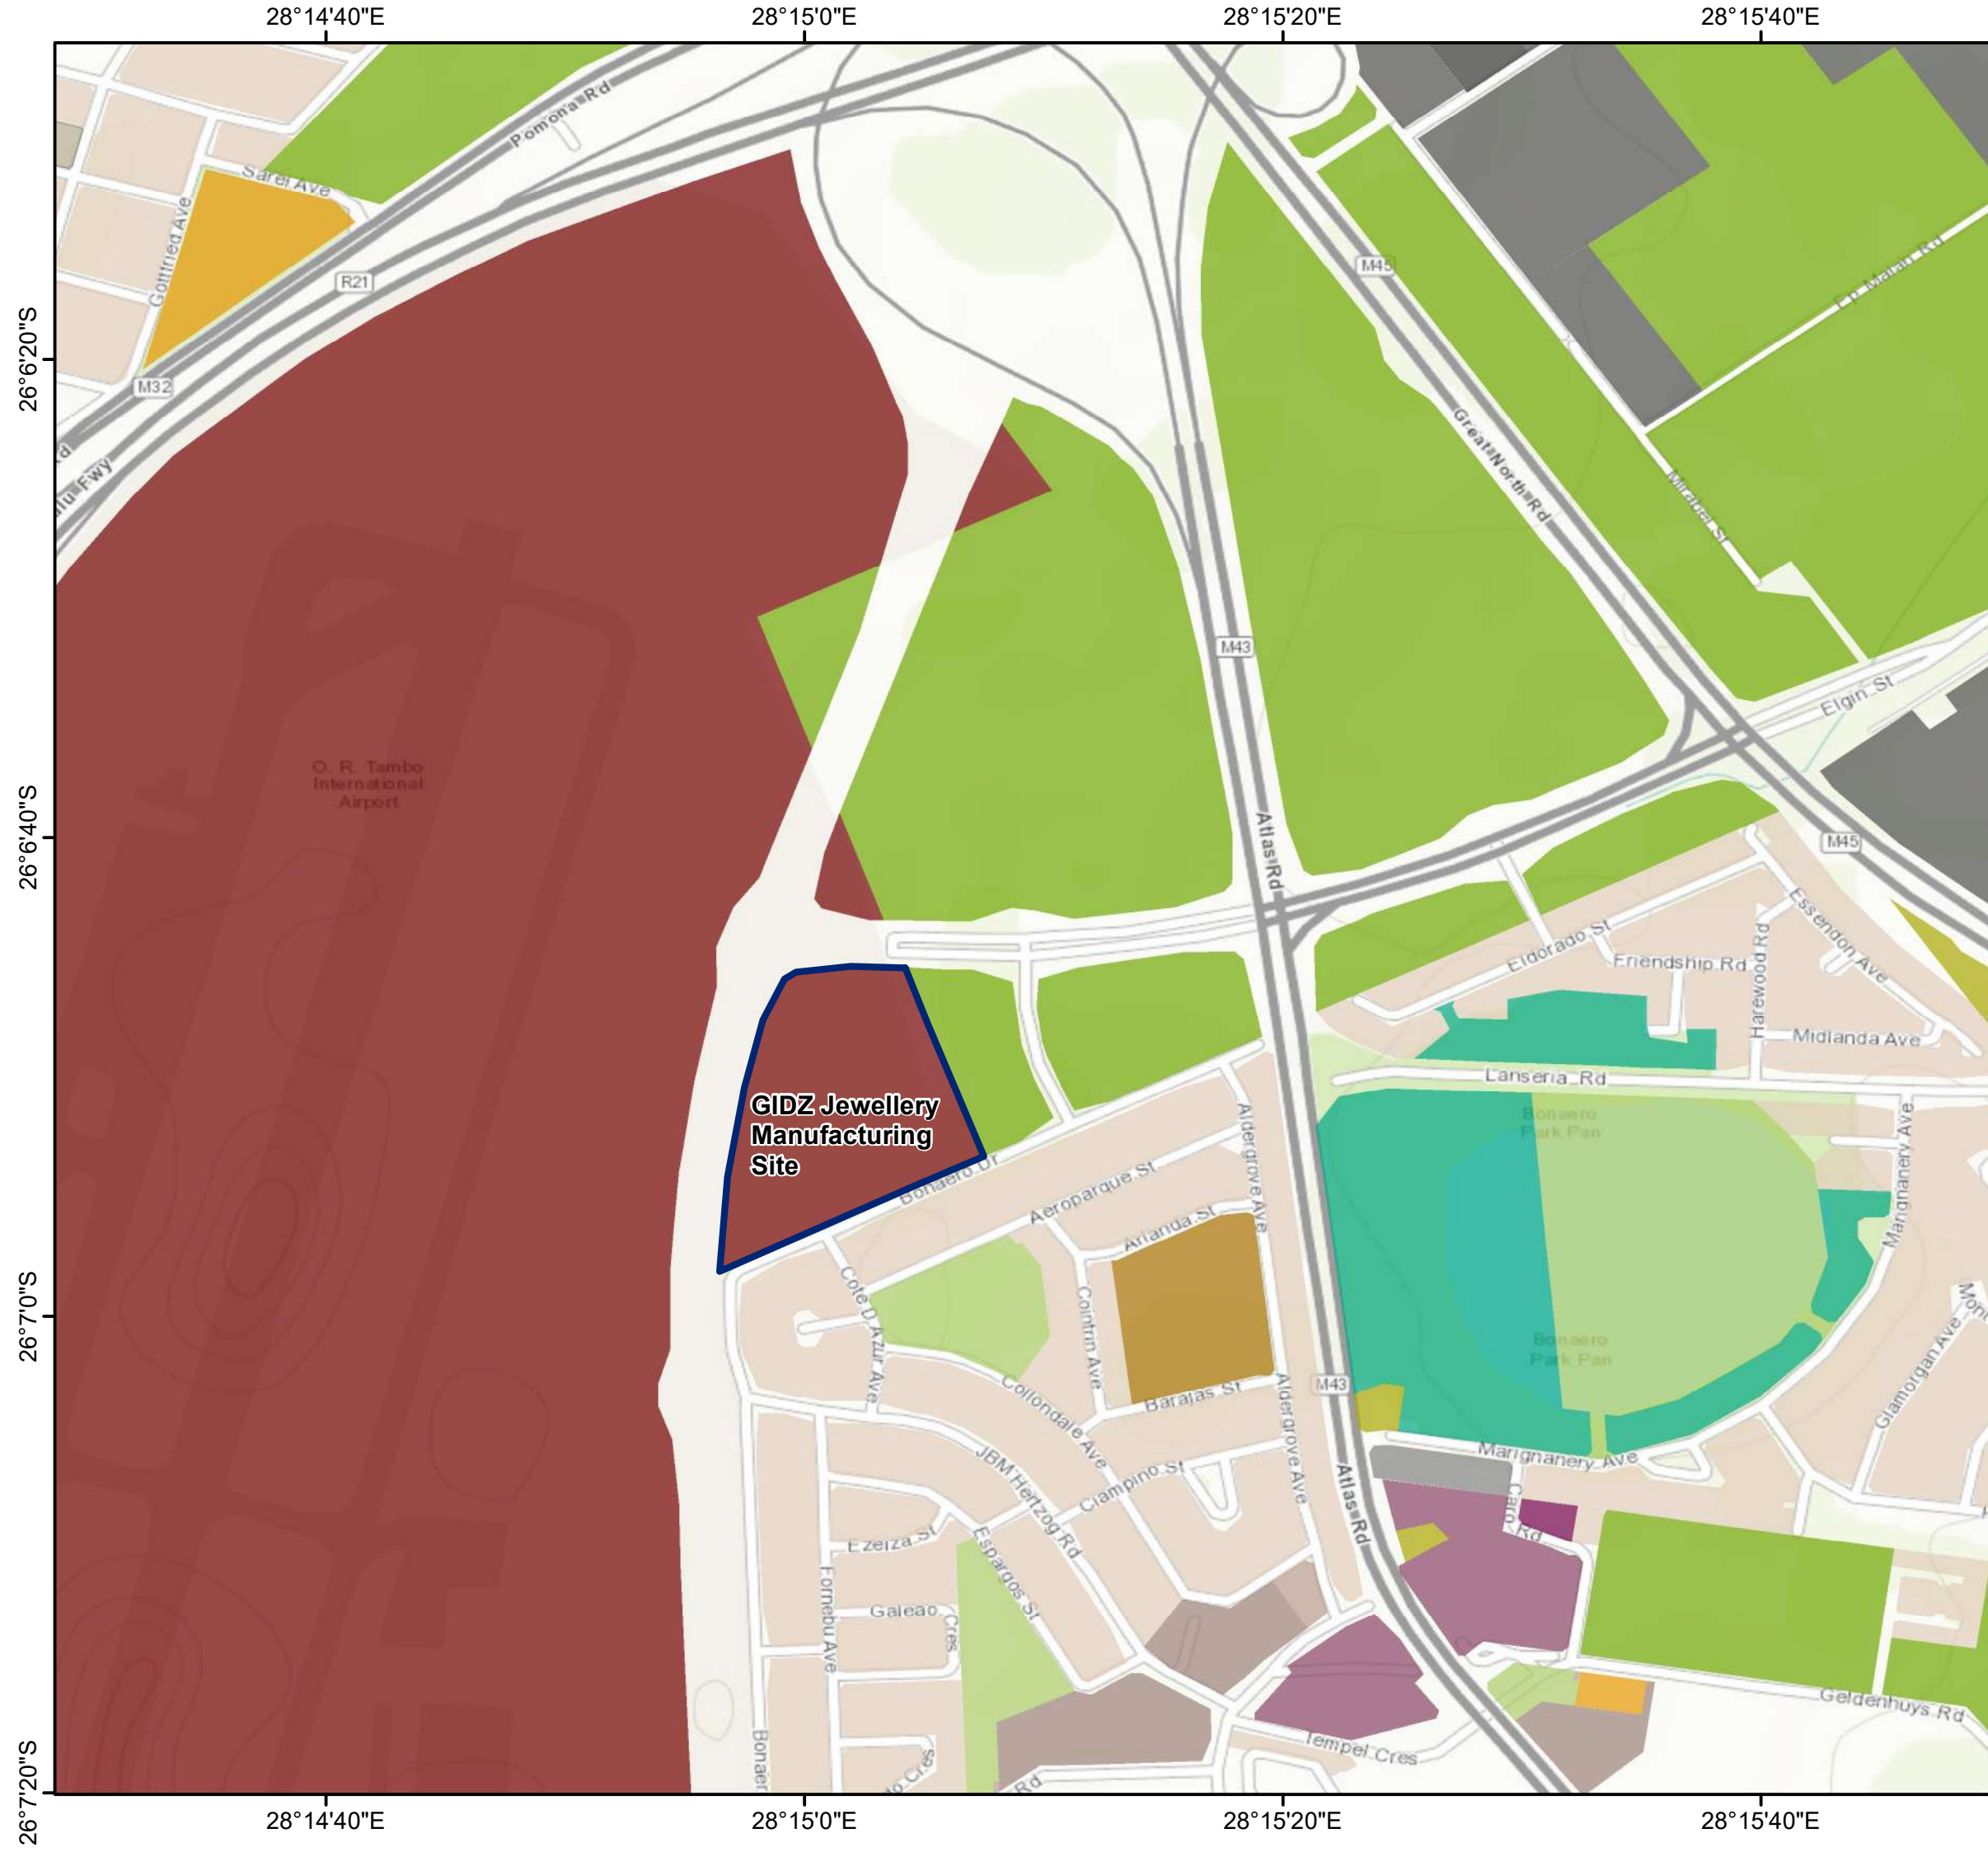 28°14'40"E
28°15'0"E
28°15'20"E
28°15'40"E
Pomona Rd
Sarel Ave
Gottfried Ave
R21
M45
M32
26°6'20"S
Great North Rd
Mirabel St
M43
Elgin St
O. R. Tambo
International
Airport
26°6'40"S
Atlas Rd
M45
Eldorado St
Friendship Rd
Harewood Rd
Essendon Ave
Midlanda Ave
Lanseria Rd
GIDZ Jewellery
Manufacturing
Site
Bonaero Dr
Aeroparque St
Aldergrove Ave
Bonaero
Park Pan
Arlanda St
Marignanery Ave
26°7'0"S
Cote D Azur Ave
Cointrin Ave
Bonaero
Park Pan
Glamorgan Ave
Barajas St
M43
Collondale Ave
Aldergrove Ave
JBM Hertzog Rd
Ciampino St
Atlas Rd
Marignanery Ave
Caro Rd
Ezeiza St
Espargos St
Fornebu Ave
Galeao
Cres
Geldenhuys Rd
Tempel Cres
Bonaer
Rd
26°7'20"S
28°14'40"E
28°15'0"E
28°15'20"E
28°15'40"E